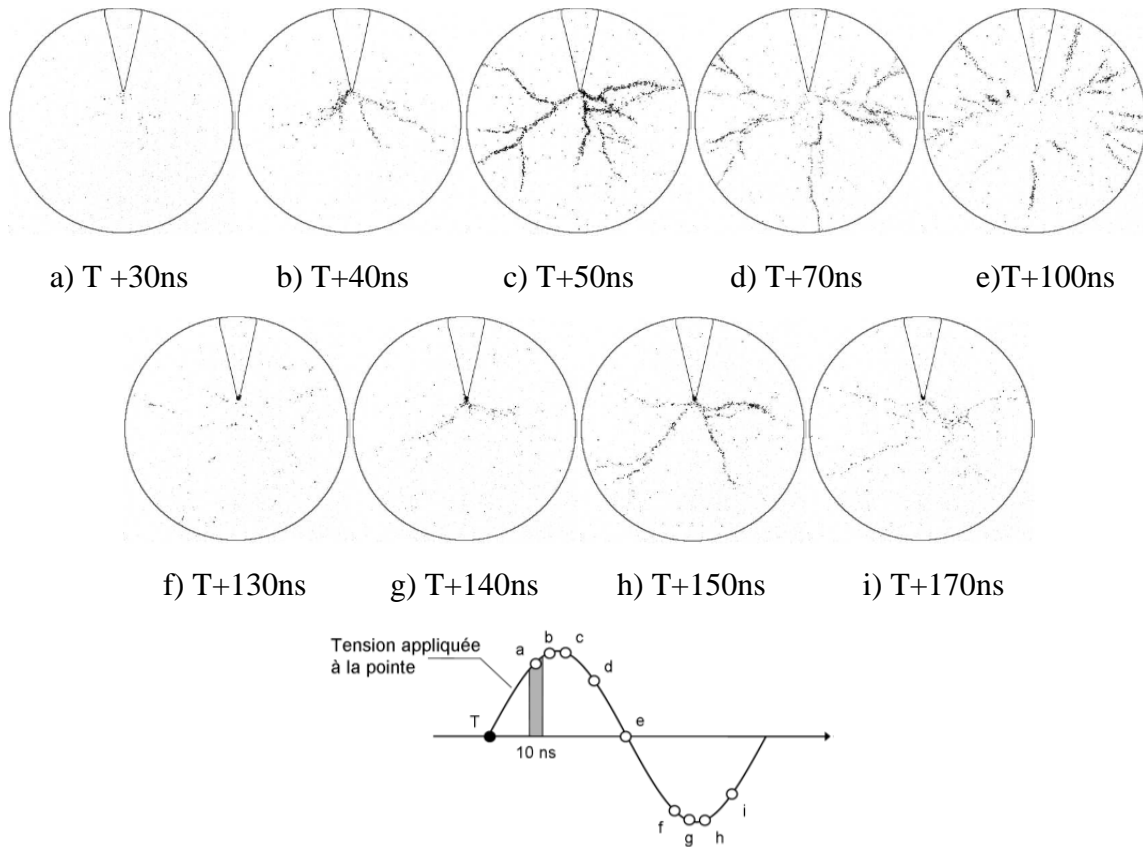 a) T +30ns b) T+40ns c) T+50ns d) T+70ns e)T+100ns
f) T+130ns g) T+140ns h) T+150ns i) T+170ns
Tension appliquée
à la pointe
a b c
d
T
e
10 ns
f g h i